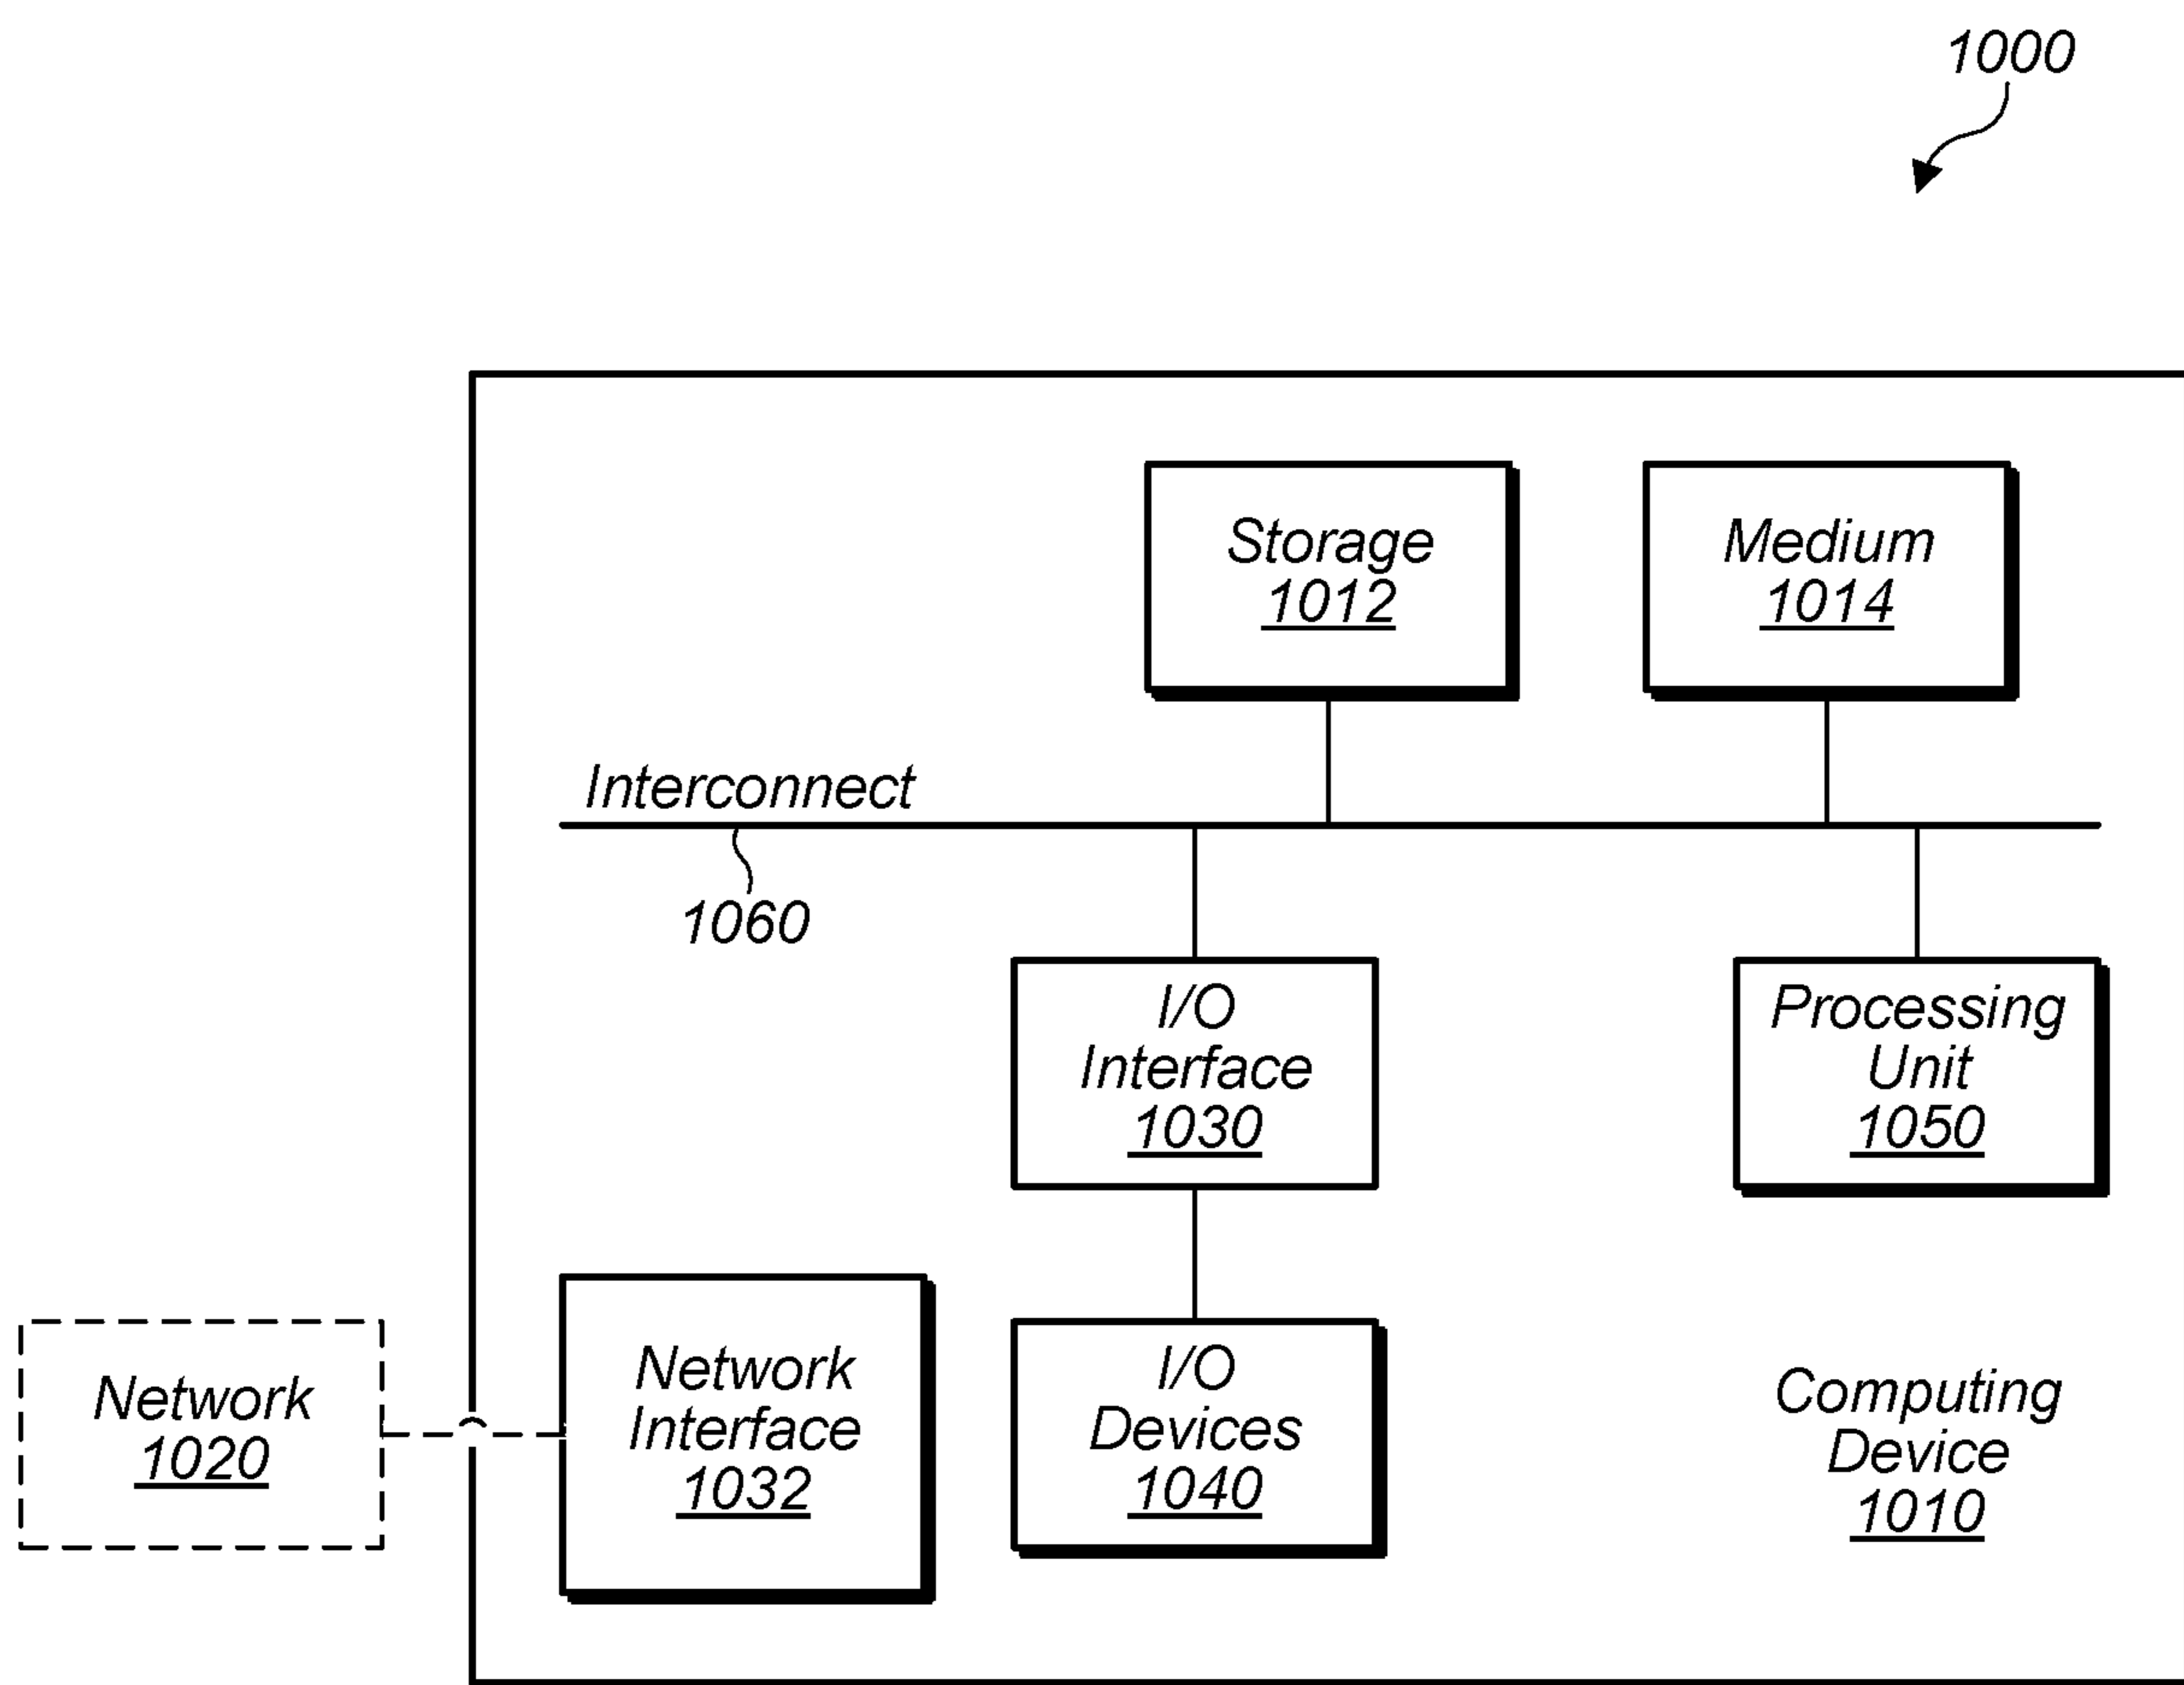 1000
Storage
1012
Medium
1014
Interconnect
1060
I/O
Interface
1030
Processing
Unit
1050
Network
1020
Network
Interface
1032
I/O
Devices
1040
Computing
Device
1010